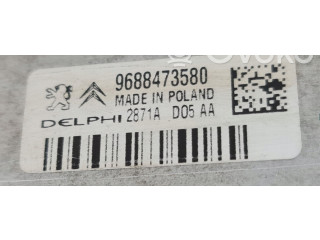 9688473580
MADE IN POLAND
DELPHI 2871A D05 AA